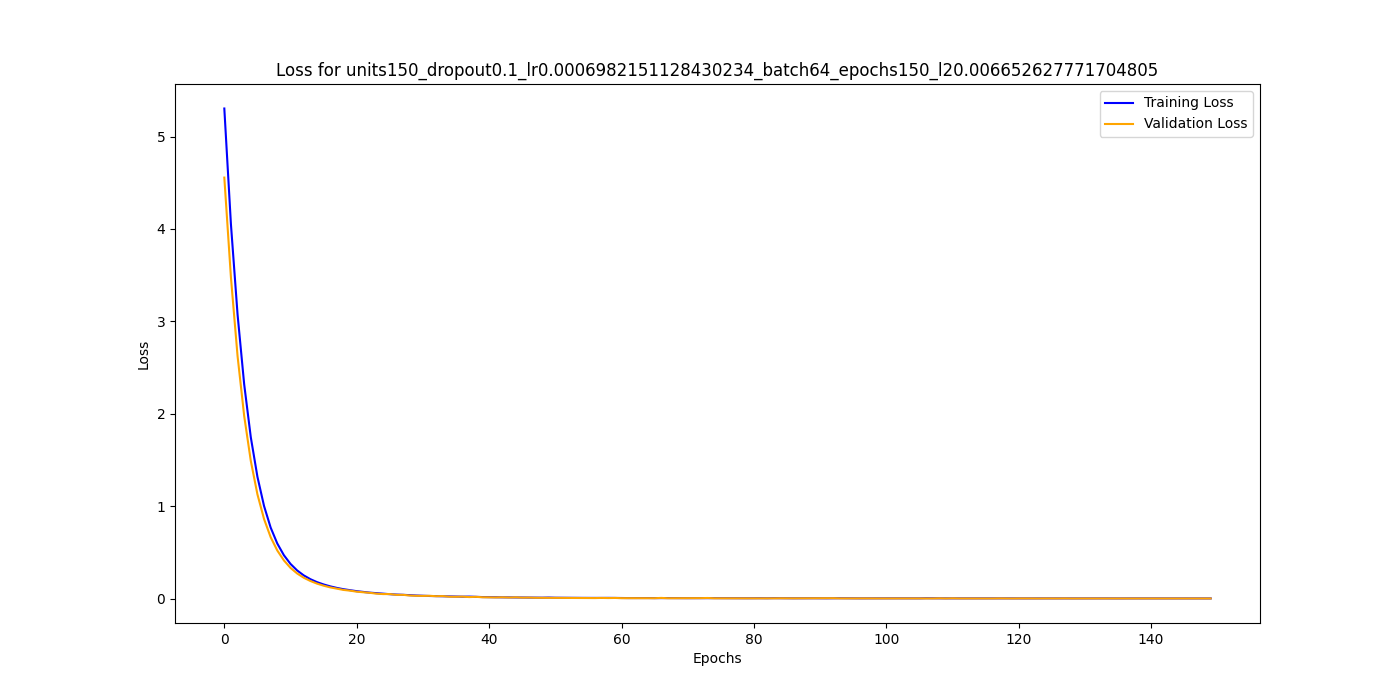 Loss for units150_dropout0.1_lr0.0006982151128430234_batch64_epochs150_l20.006652627771704805
Training Loss
Validation Loss
5
4
3
2
1
0
Loss
0 20 40 60 80 100 120 140
Epochs